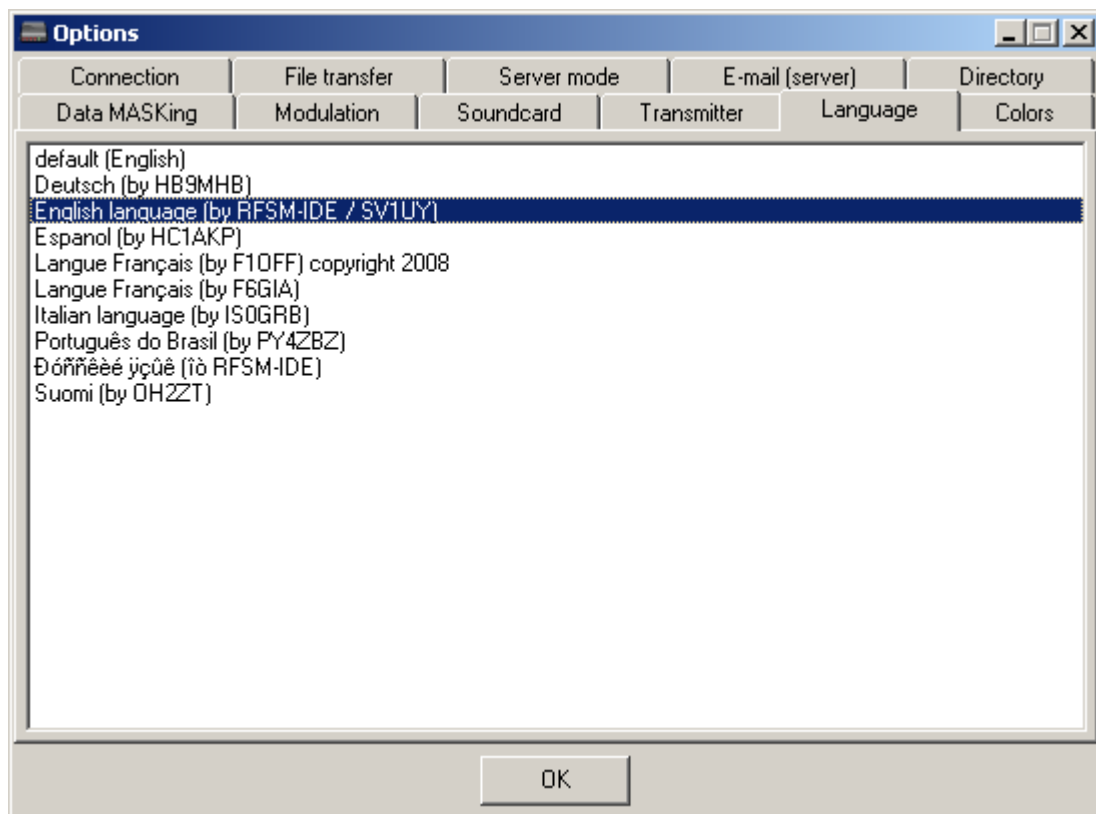 Options
Connection File transfer Server mode E-mail (server) Directory
Data MASKing Modulation Soundcard Transmitter Language Colors
default (English)
Deutsch (by HB9MHB)
English language (by RFSM-IDE / SV1UY)
Espanol (by HC1AKP)
Langue Français (by F1OFF) copyright 2008
Langue Français (by F6GIA)
Italian language (by IS0GRB)
Português do Brasil (by PY4ZBZ)
Ðóññêèé ÿçûê (îò RFSM-IDE)
Suomi (by OH2ZT)
OK